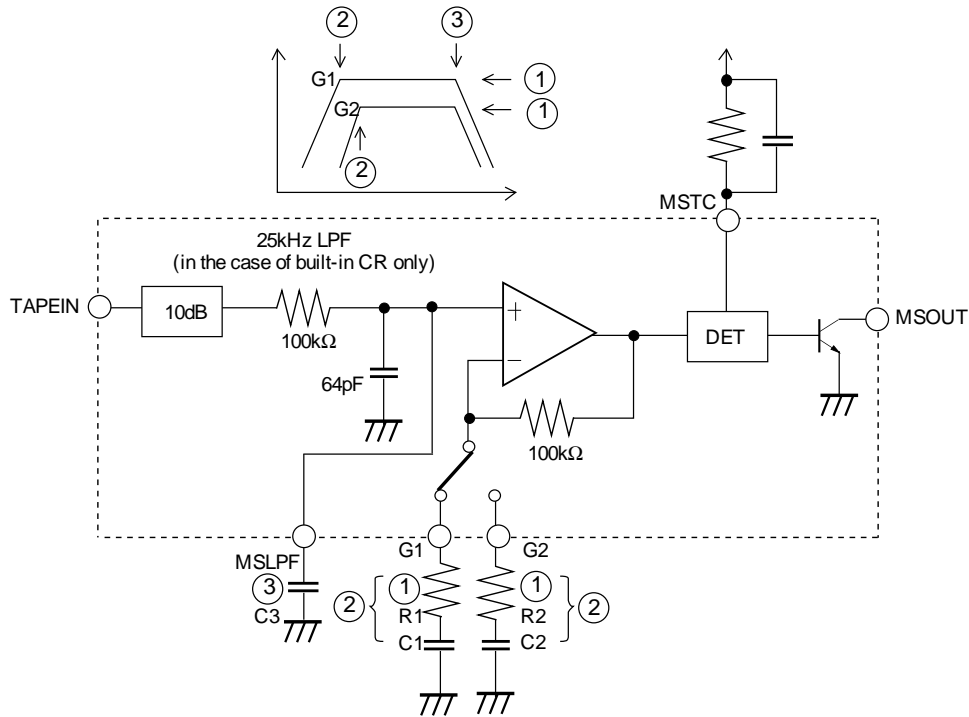 ② ③
G1 ①
G2 ①
②
MSTC
25kHz LPF
(in the case of built-in CR only)
TAPEIN 10dB + DET MSOUT
100kΩ
−
64pF
100kΩ
G1 G2
MSLPF
③ ① ①
② ②
C3 R1 R2
C1 C2